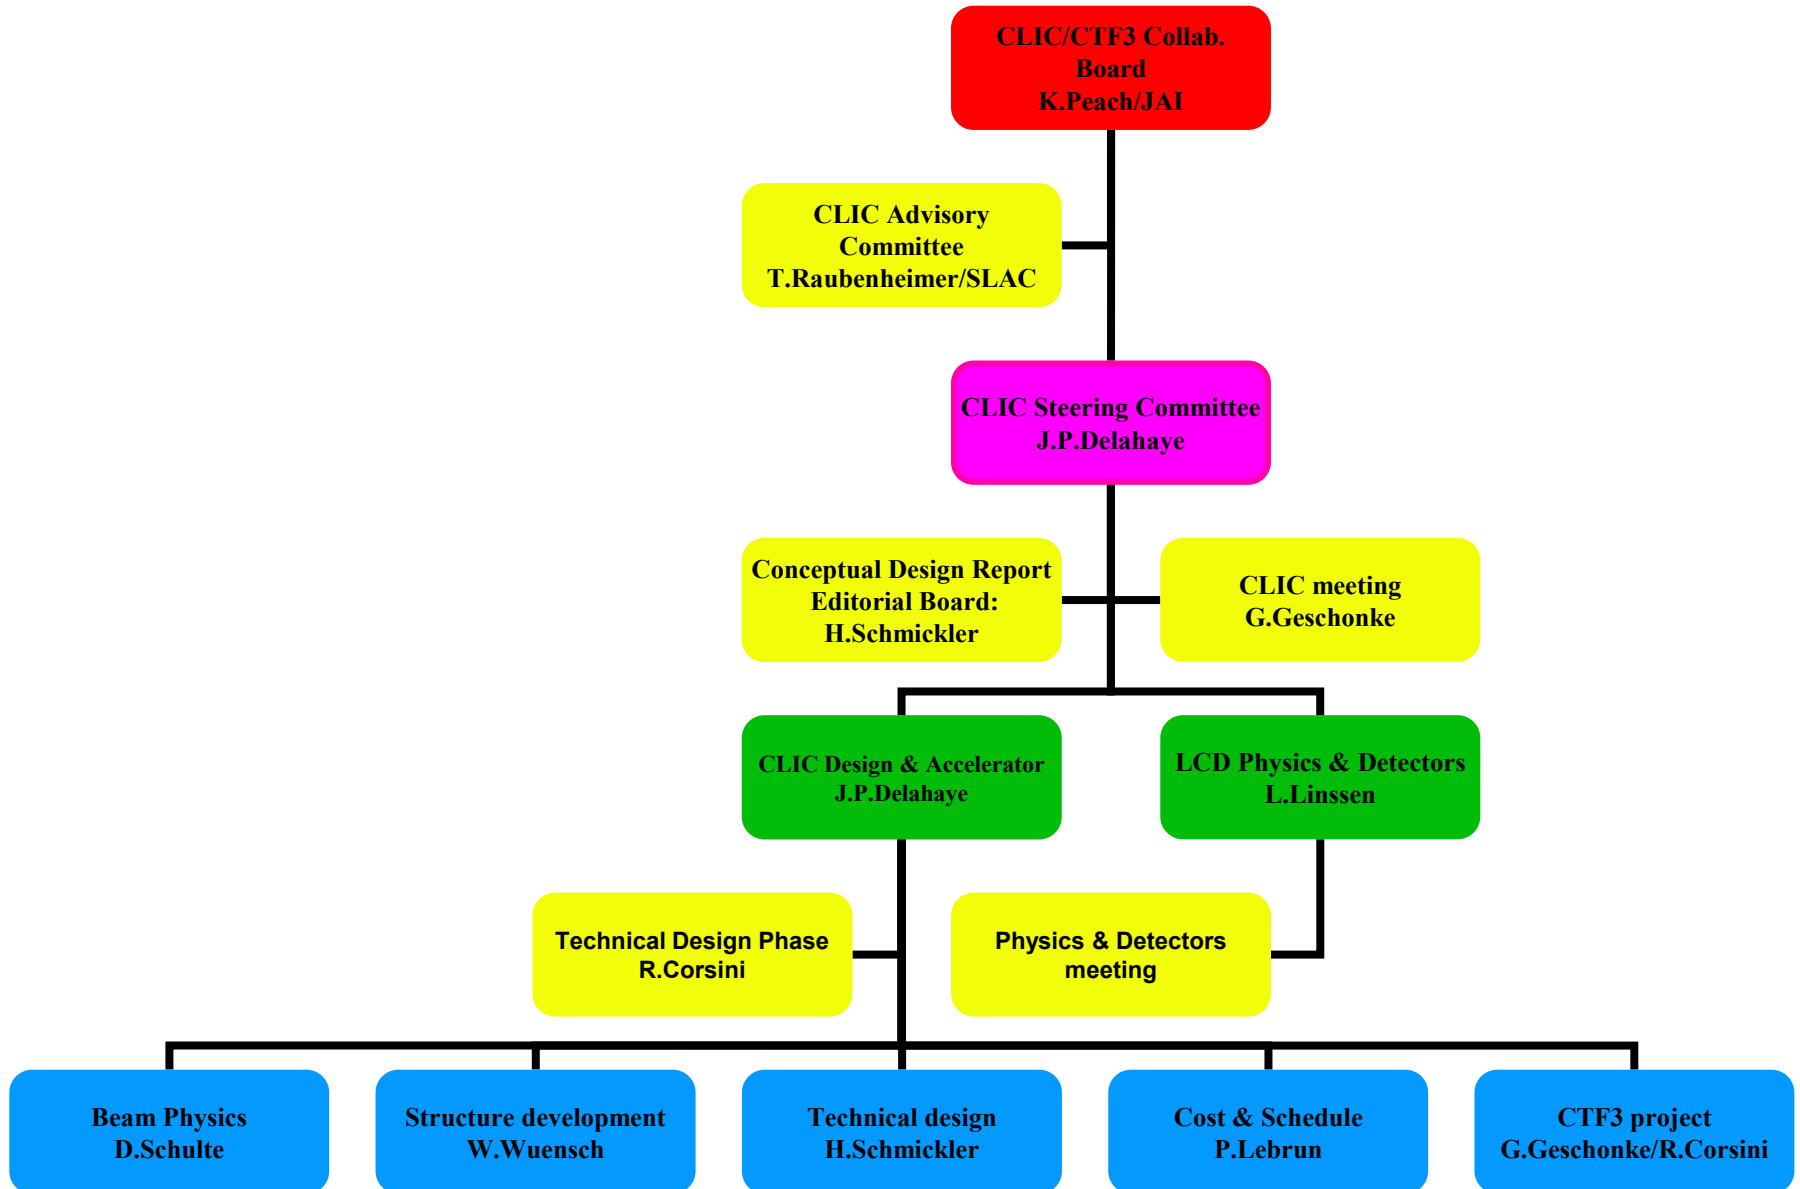 CLIC/CTF3 Collab.
Board
K.Peach/JAI
CLIC Advisory
Committee
T.Raubenheimer/SLAC
CLIC Steering Committee
J.P.Delahaye
Conceptual Design Report
Editorial Board:
H.Schmickler
CLIC meeting
G.Geschonke
CLIC Design & Accelerator
J.P.Delahaye
LCD Physics & Detectors
L.Linssen
Technical Design Phase
R.Corsini
Physics & Detectors
meeting
Beam Physics
D.Schulte
Structure development
W.Wuensch
Technical design
H.Schmickler
Cost & Schedule
P.Lebrun
CTF3 project
G.Geschonke/R.Corsini